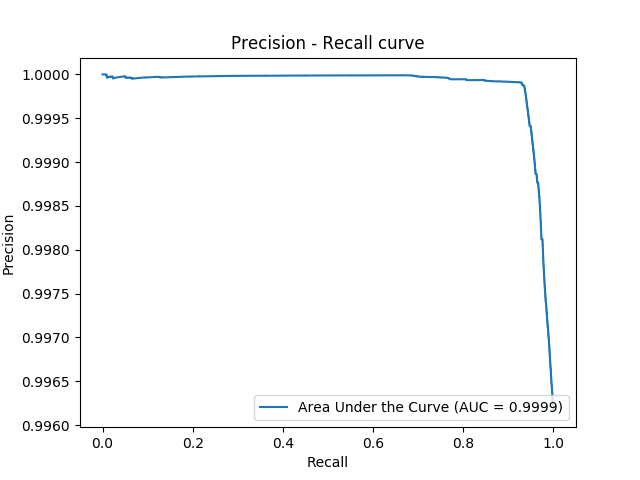 Precision - Recall curve
1.0000
0.9995
0.9990
0.9985
0.9980
0.9975
0.9970
0.9965
0.9960
Precision
Area Under the Curve (AUC = 0.9999)
0.0 0.2 0.4 0.6 0.8 1.0
Recall